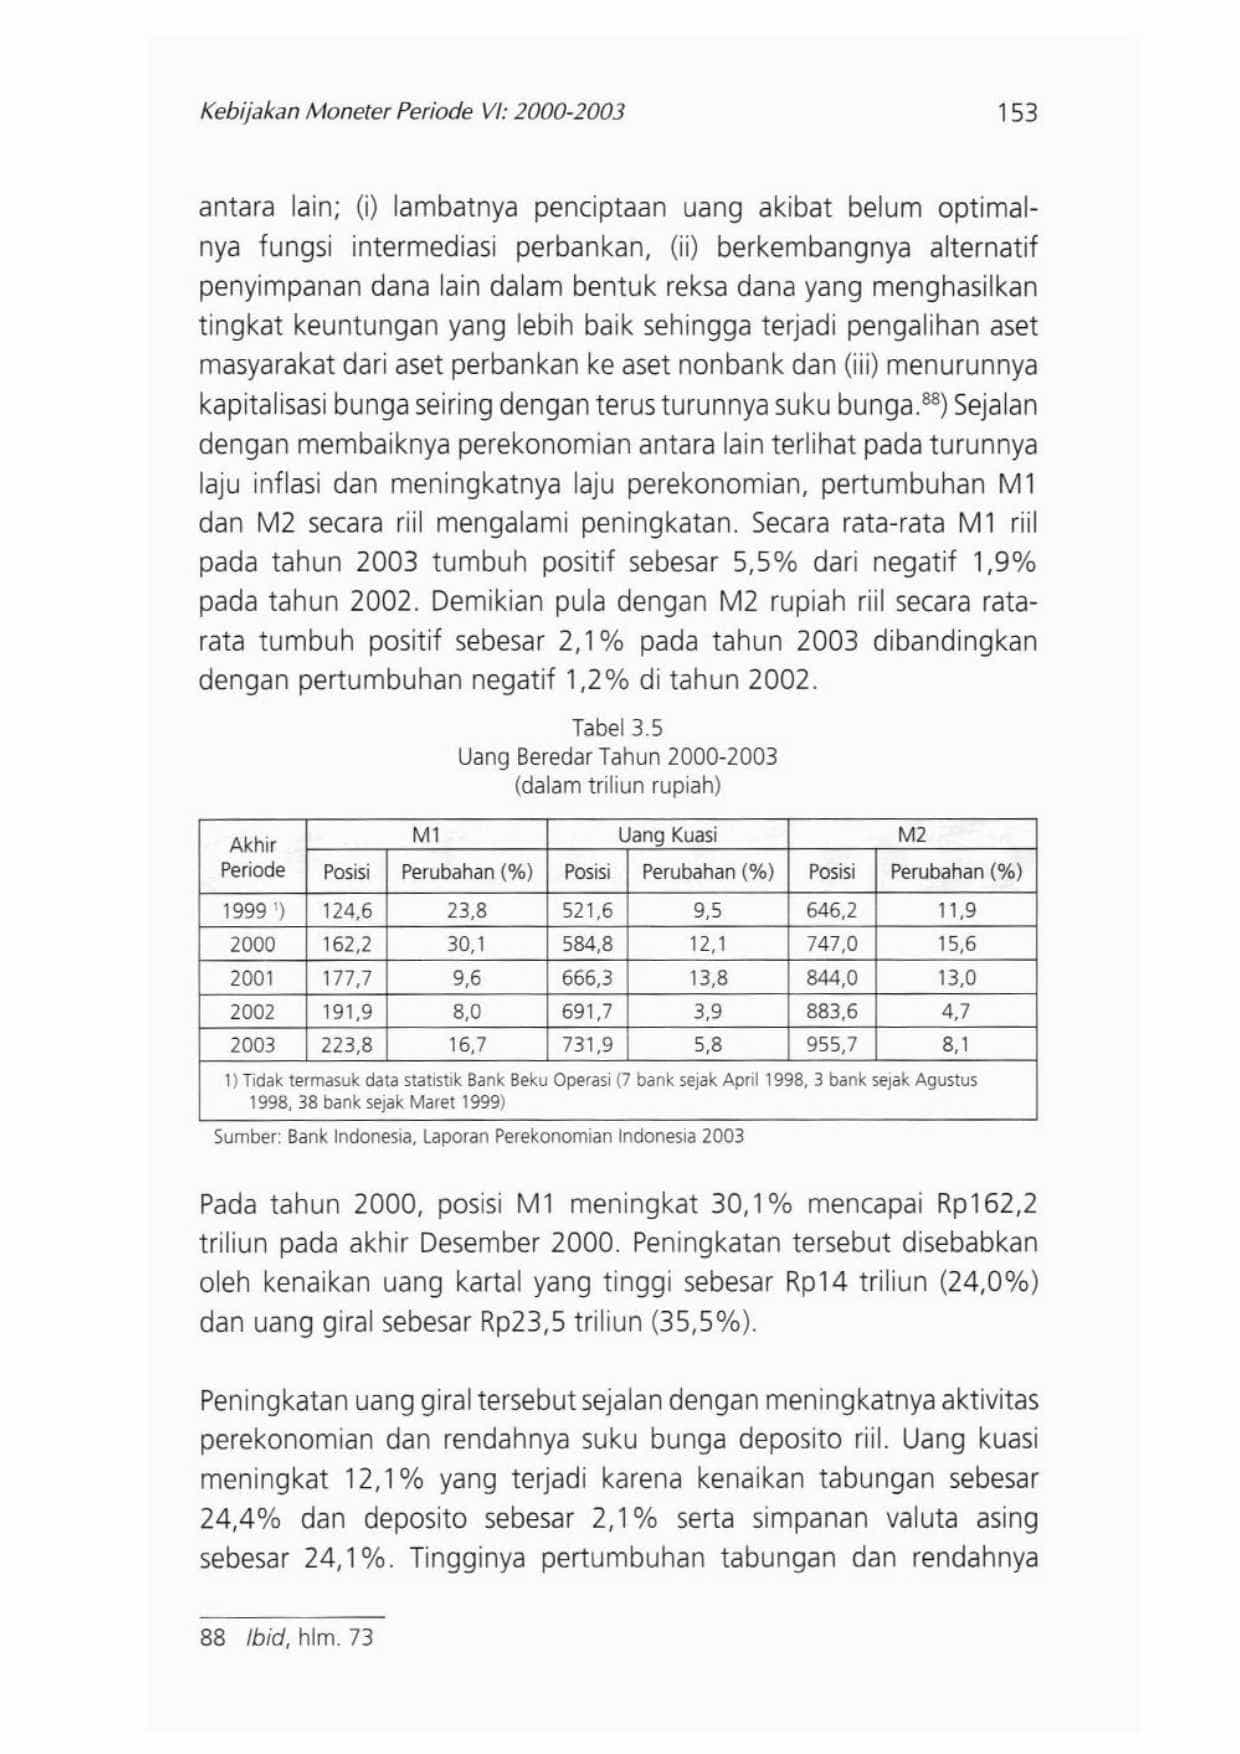 Kebijakan Moneter Periode VI: 2000-2003 153
antara lain; (i) lambatnya penciptaan uang akibat belum optimal-
nya fungsi intermediasi perbankan, (ii) berkembangnya alternatif
penyimpanan dana lain dalam bentuk reksa dana yang menghasilkan
tingkat keuntungan yang lebih baik sehingga terjadi pengalihan aset
masyarakat dari aset perbankan ke aset nonbank dan (iii) menurunnya
kapitalisasi bunga seiring dengan terus turunnya suku bunga.⁸⁸) Sejalan
dengan membaiknya perekonomian antara lain terlihat pada turunnya
laju inflasi dan meningkatnya laju perekonomian, pertumbuhan M1
dan M2 secara riil mengalami peningkatan. Secara rata-rata M1 riil
pada tahun 2003 tumbuh positif sebesar 5,5% dari negatif 1,9%
pada tahun 2002. Demikian pula dengan M2 rupiah riil secara rata-
rata tumbuh positif sebesar 2,1% pada tahun 2003 dibandingkan
dengan pertumbuhan negatif 1,2% di tahun 2002.
Tabel 3.5
Uang Beredar Tahun 2000-2003
(dalam triliun rupiah)
Akhir Periode M1 Uang Kuasi M2
Posisi Perubahan (%) Posisi Perubahan (%) Posisi Perubahan (%)
1999 ¹) 124,6 23,8 521,6 9,5 646,2 11,9
2000 162,2 30,1 584,8 12,1 747,0 15,6
2001 177,7 9,6 666,3 13,8 844,0 13,0
2002 191,9 8,0 691,7 3,9 883,6 4,7
2003 223,8 16,7 731,9 5,8 955,7 8,1
1) Tidak termasuk data statistik Bank Beku Operasi (7 bank sejak April 1998, 3 bank sejak Agustus
1998, 38 bank sejak Maret 1999)
Sumber: Bank Indonesia, Laporan Perekonomian Indonesia 2003
Pada tahun 2000, posisi M1 meningkat 30,1% mencapai Rp162,2
triliun pada akhir Desember 2000. Peningkatan tersebut disebabkan
oleh kenaikan uang kartal yang tinggi sebesar Rp14 triliun (24,0%)
dan uang giral sebesar Rp23,5 triliun (35,5%).
Peningkatan uang giral tersebut sejalan dengan meningkatnya aktivitas
perekonomian dan rendahnya suku bunga deposito riil. Uang kuasi
meningkat 12,1% yang terjadi karena kenaikan tabungan sebesar
24,4% dan deposito sebesar 2,1% serta simpanan valuta asing
sebesar 24,1%. Tingginya pertumbuhan tabungan dan rendahnya
88 Ibid, hlm. 73